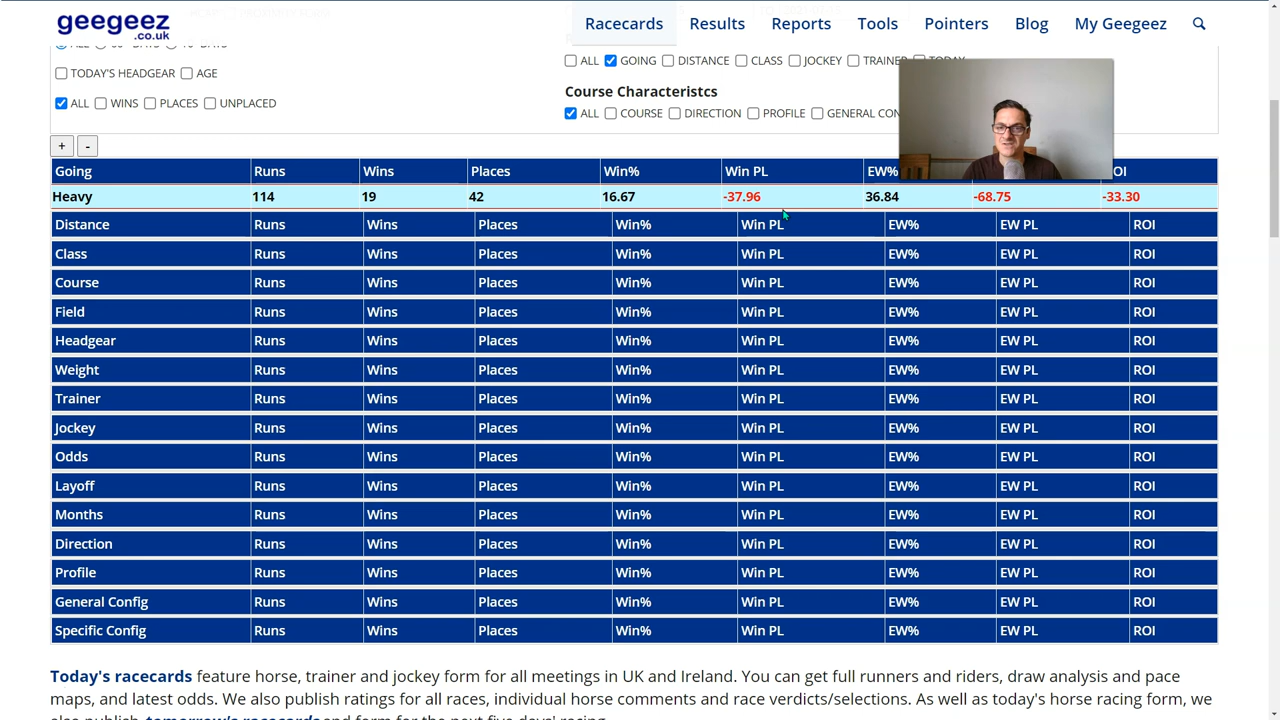 geegeez
.co.uk
Racecards Results Reports Tools Pointers Blog My Geegeez
ALL GOING DISTANCE CLASS JOCKEY TRAINER TODAY
TODAY'S HEADGEAR AGE
Course Characteristcs
ALL WINS PLACES UNPLACED
ALL COURSE DIRECTION PROFILE GENERAL CON
+ -
Going Runs Wins Places Win% Win PL EW% OI
Heavy 114 19 42 16.67 -37.96 36.84 -68.75 -33.30
Distance Runs Wins Places Win% Win PL EW% EW PL ROI
Class Runs Wins Places Win% Win PL EW% EW PL ROI
Course Runs Wins Places Win% Win PL EW% EW PL ROI
Field Runs Wins Places Win% Win PL EW% EW PL ROI
Headgear Runs Wins Places Win% Win PL EW% EW PL ROI
Weight Runs Wins Places Win% Win PL EW% EW PL ROI
Trainer Runs Wins Places Win% Win PL EW% EW PL ROI
Jockey Runs Wins Places Win% Win PL EW% EW PL ROI
Odds Runs Wins Places Win% Win PL EW% EW PL ROI
Layoff Runs Wins Places Win% Win PL EW% EW PL ROI
Months Runs Wins Places Win% Win PL EW% EW PL ROI
Direction Runs Wins Places Win% Win PL EW% EW PL ROI
Profile Runs Wins Places Win% Win PL EW% EW PL ROI
General Config Runs Wins Places Win% Win PL EW% EW PL ROI
Specific Config Runs Wins Places Win% Win PL EW% EW PL ROI
Today's racecards feature horse, trainer and jockey form for all meetings in UK and Ireland. You can get full runners and riders, draw analysis and pace
maps, and latest odds. We also publish ratings for all races, individual horse comments and race verdicts/selections. As well as today's horse racing form, we
also publish tomorrow's racecards and form for the next five days' racing.